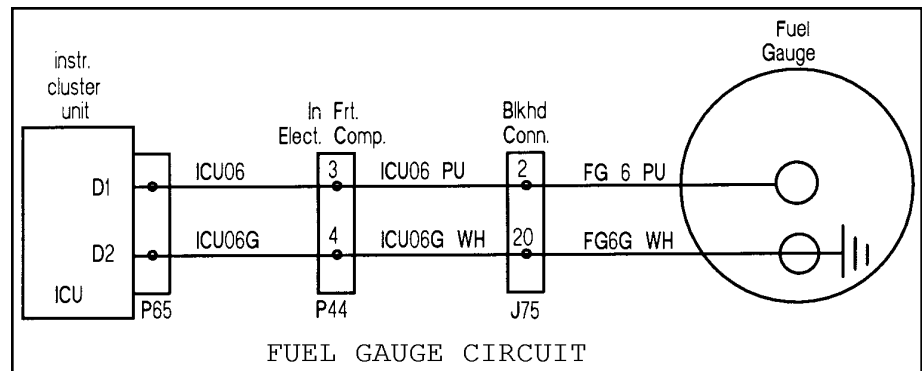 instr.
cluster
unit
In Frt.
Elect. Comp.
Blkhd
Conn.
Fuel
Gauge
D1
ICU06
3
ICU06 PU
2
FG 6 PU
D2
ICU06G
4
ICU06G WH
20
FG6G WH
ICU
P65
P44
J75
FUEL GAUGE CIRCUIT